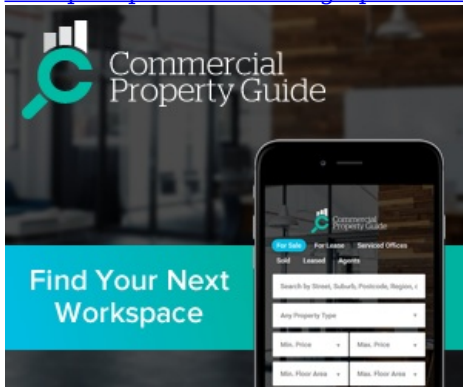 Commercial
Property Guide
Commercial
Property Guide
For Sale
For Lease
Serviced Offices
Sold
Leased
Agents
Search by Street, Suburb, Postcode, Region,
Any Property Type
Min. Price
Max. Price
Min. Floor Area
Max. Floor Area
Find Your Next
Workspace